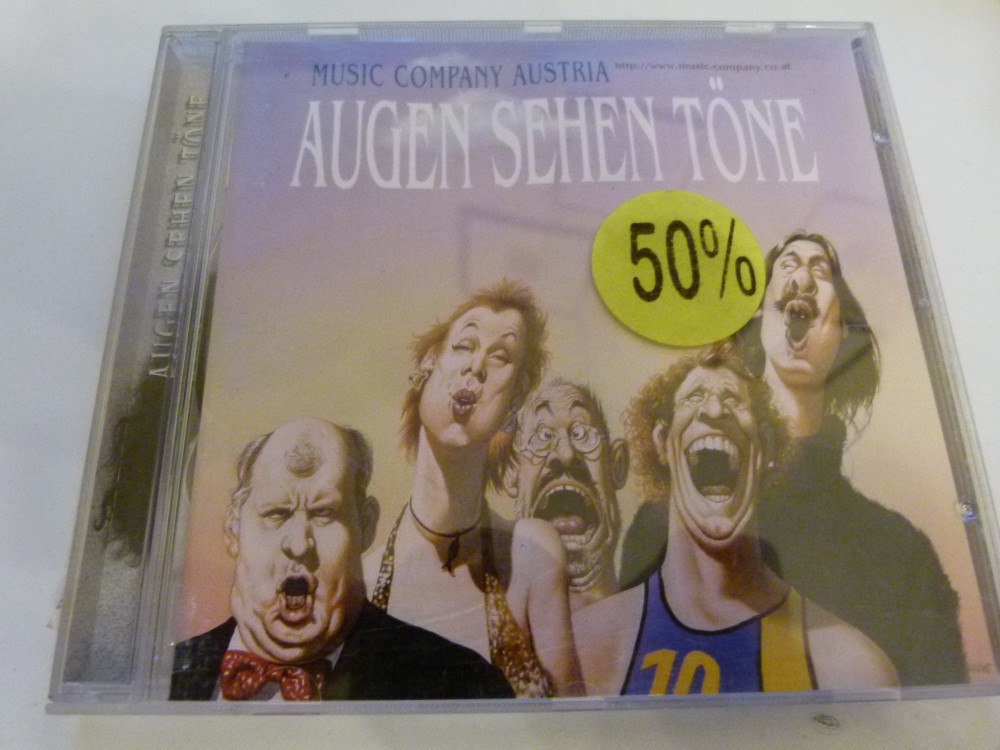 MUSIC COMPANY AUSTRIA
http://www.music-company.co.at
AUGEN SEHEN TÖNE
50%
10
AUGEN SEHEN TÖNE